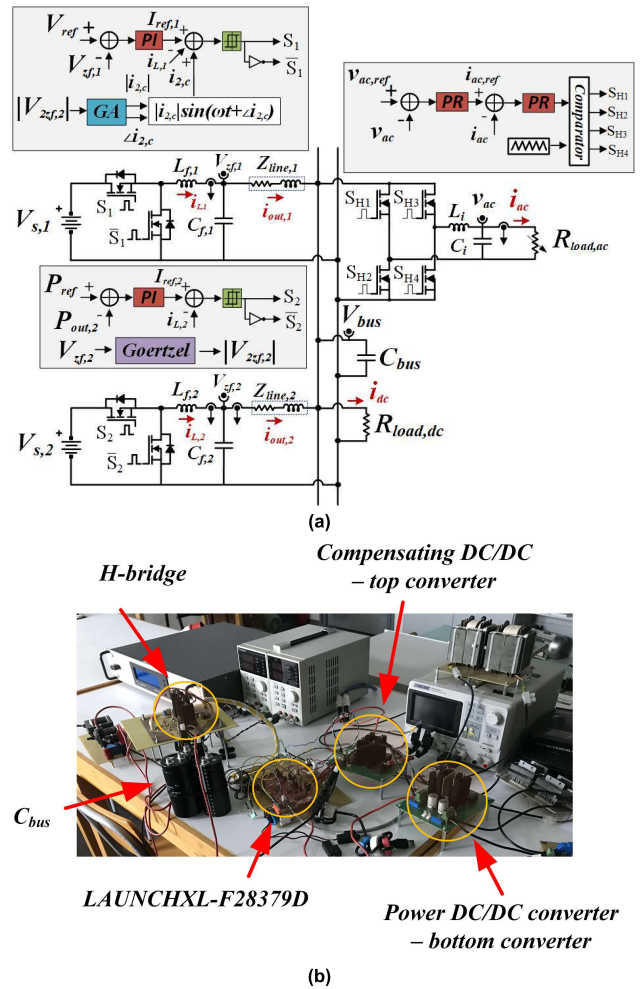 (a)
V_ref + PI I_ref,1 + + S₁
V_zf,1 - i_L,1 - i_2,c S̄₁
|i_2,c|
|V_2zf,2| GA |i_2,c|sin(ωt+∠i_2,c)
∠i_2,c
v_ac,ref + PR i_ac,ref + PR Comparator S_H1
S_H2
S_H3
S_H4
v_ac - i_ac -
V_s,1 + S₁ S̄₁ L_f,1 i_L,1 V_zf,1 C_f,1 Z_line,1 i_out,1
S_H1 S_H3 L_i v_ac i_ac
S_H2 S_H4 C_i R_load,ac
P_ref + PI I_ref,2 + S₂
P_out,2 - i_L,2 - S̄₂
V_zf,2 Goertzel |V_2zf,2|
V_bus
C_bus
V_s,2 + S₂ S̄₂ L_f,2 i_L,2 V_zf,2 C_f,2 Z_line,2 i_out,2
i_dc
R_load,dc
(a)
H-bridge
Compensating DC/DC
– top converter
C_bus
LAUNCHXL-F28379D
Power DC/DC converter
– bottom converter
(b)